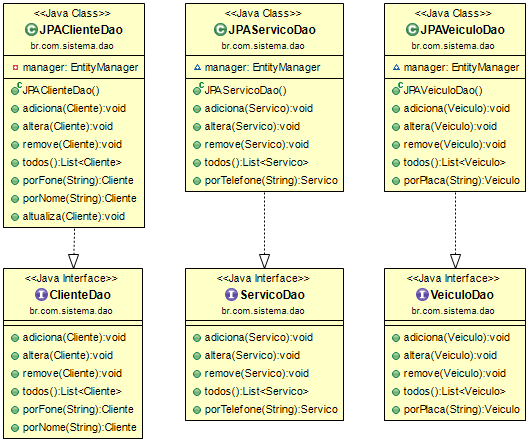 <<Java Class>>
JPAClienteDao
br.com.sistema.dao
manager: EntityManager
JPAClienteDao()
adiciona(Cliente):void
altera(Cliente):void
remove(Cliente):void
todos():List<Cliente>
porFone(String):Cliente
porNome(String):Cliente
altualiza(Cliente):void
<<Java Class>>
JPAServicoDao
br.com.sistema.dao
manager: EntityManager
JPAServicoDao()
adiciona(Servico):void
altera(Servico):void
remove(Servico):void
todos():List<Servico>
porTelefone(String):Servico
<<Java Class>>
JPAVeiculoDao
br.com.sistema.dao
manager: EntityManager
JPAVeiculoDao()
adiciona(Veiculo):void
altera(Veiculo):void
remove(Veiculo):void
todos():List<Veiculo>
porPlaca(String):Veiculo
<<Java Interface>>
ClienteDao
br.com.sistema.dao
adiciona(Cliente):void
altera(Cliente):void
remove(Cliente):void
todos():List<Cliente>
porFone(String):Cliente
porNome(String):Cliente
<<Java Interface>>
ServicoDao
br.com.sistema.dao
adiciona(Servico):void
altera(Servico):void
remove(Servico):void
todos():List<Servico>
porTelefone(String):Servico
<<Java Interface>>
VeiculoDao
br.com.sistema.dao
adiciona(Veiculo):void
altera(Veiculo):void
remove(Veiculo):void
todos():List<Veiculo>
porPlaca(String):Veiculo